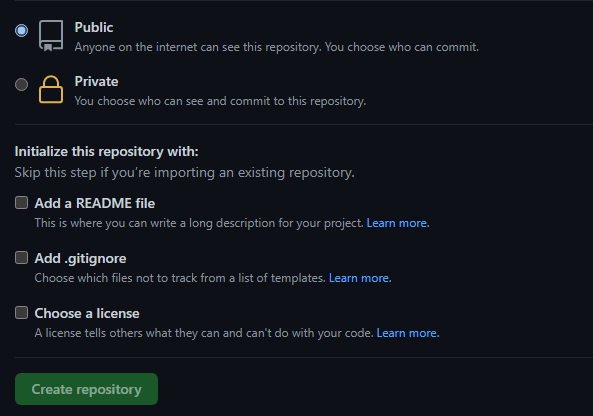 Public
Anyone on the internet can see this repository. You choose who can commit.
Private
You choose who can see and commit to this repository.
Initialize this repository with:
Skip this step if you're importing an existing repository.
Add a README file
This is where you can write a long description for your project. Learn more.
Add .gitignore
Choose which files not to track from a list of templates. Learn more.
Choose a license
A license tells others what they can and can't do with your code. Learn more.
Create repository